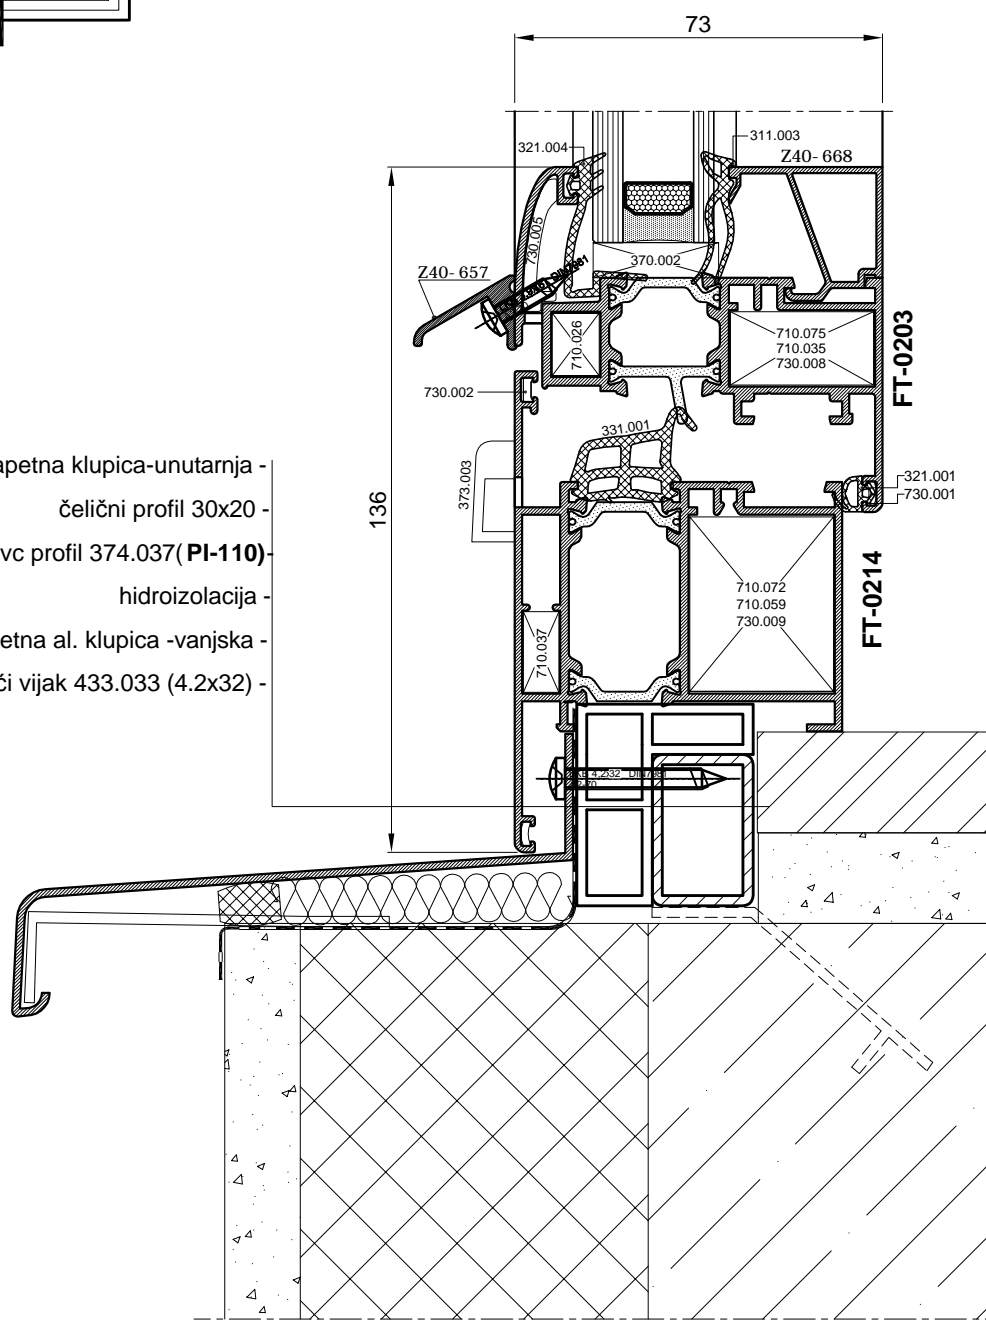 73
321.004
311.003
Z40-668
730.005
370.002
Z40-657
710.026
710.075
710.035
730.008
FT-0203
730.002
331.001
373.003
136
321.001
730.001
apetna klupica-unutarnja -
čelični profil 30x20 -
vc profil 374.037(PI-110)-
hidroizolacija -
etna al. klupica -vanjska -
či vijak 433.033 (4.2x32) -
710.072
710.059
730.009
FT-0214
710.037
4.2x32 DIN7981